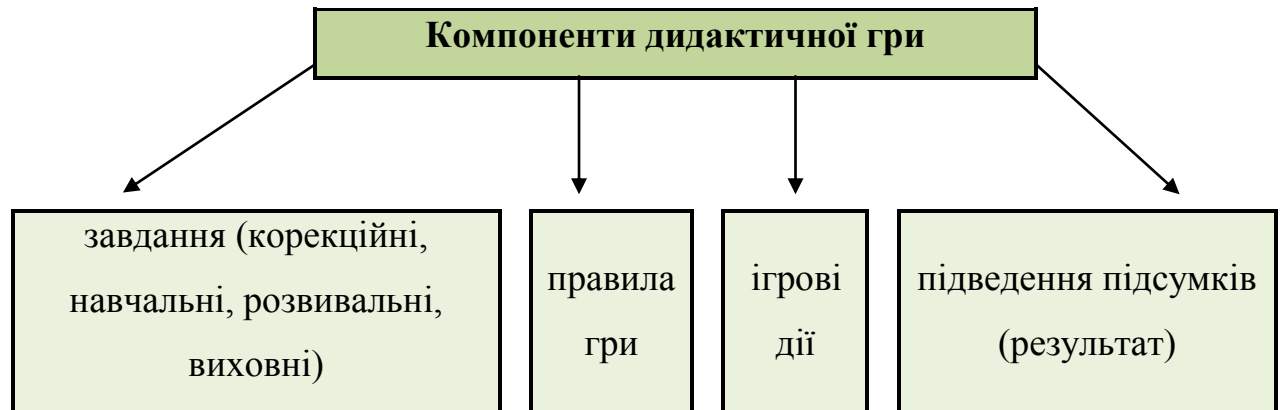 Компоненти дидактичної гри
завдання (корекційні,
навчальні, розвивальні,
виховні)
правила
гри
ігрові
дії
підведення підсумків
(результат)